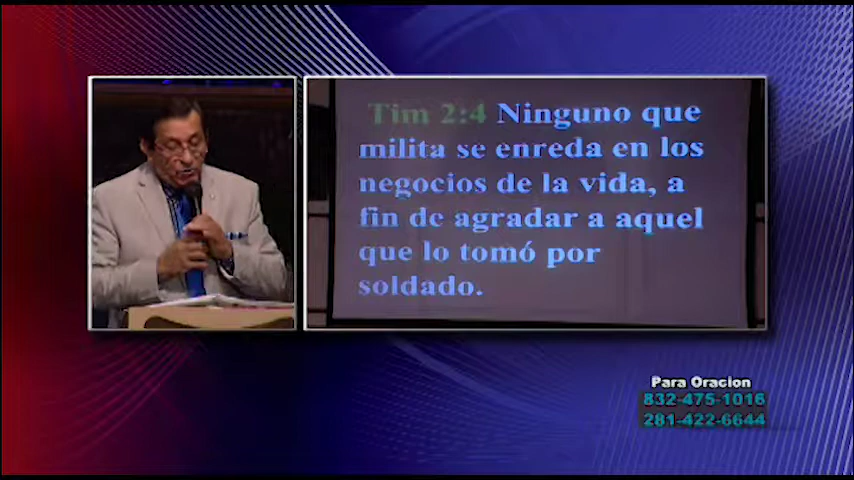 Tim 2:4 Ninguno que
milita se enreda en los
negocios de la vida, a
fin de agradar a aquel
que lo tomó por
soldado.
Para Oracion
832-475-1016
281-422-6644